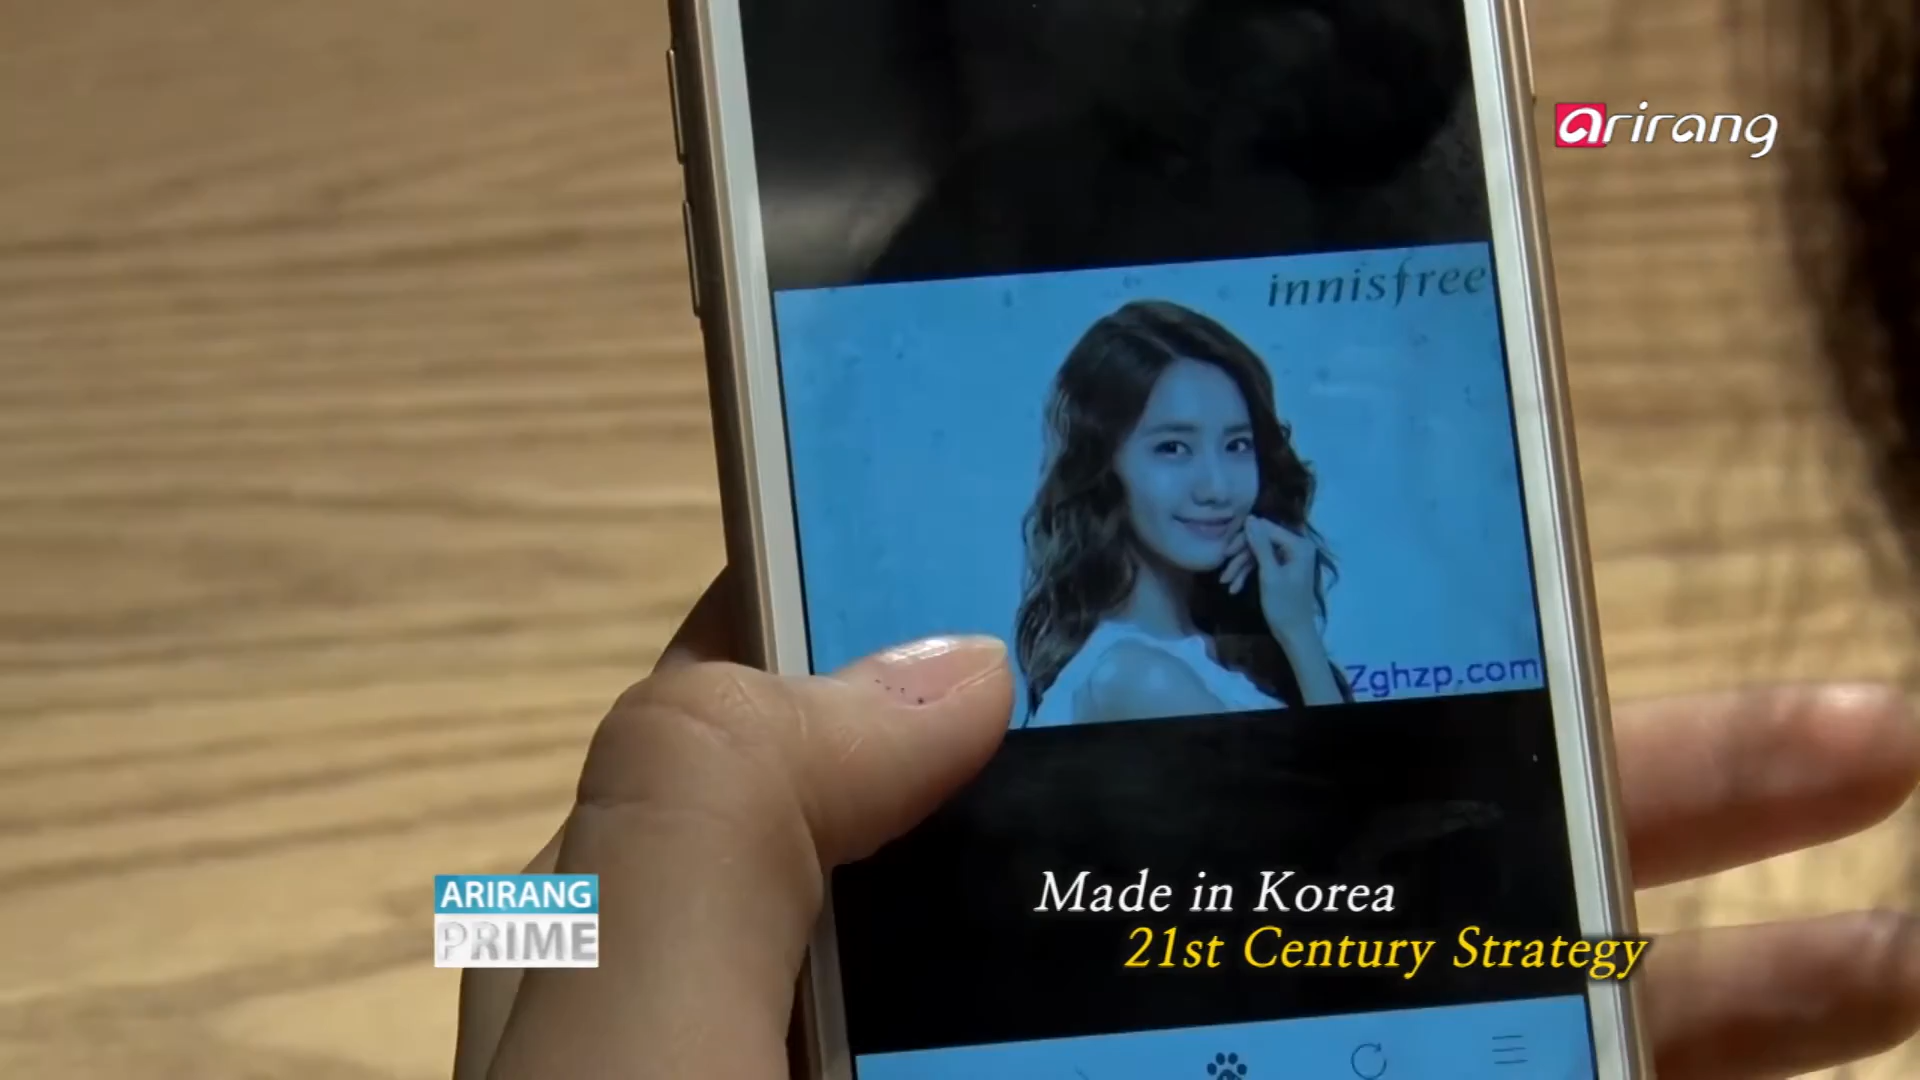 arirang
innisfree
Zghzp.com
ARIRANG
PRIME
Made in Korea
21st Century Strategy